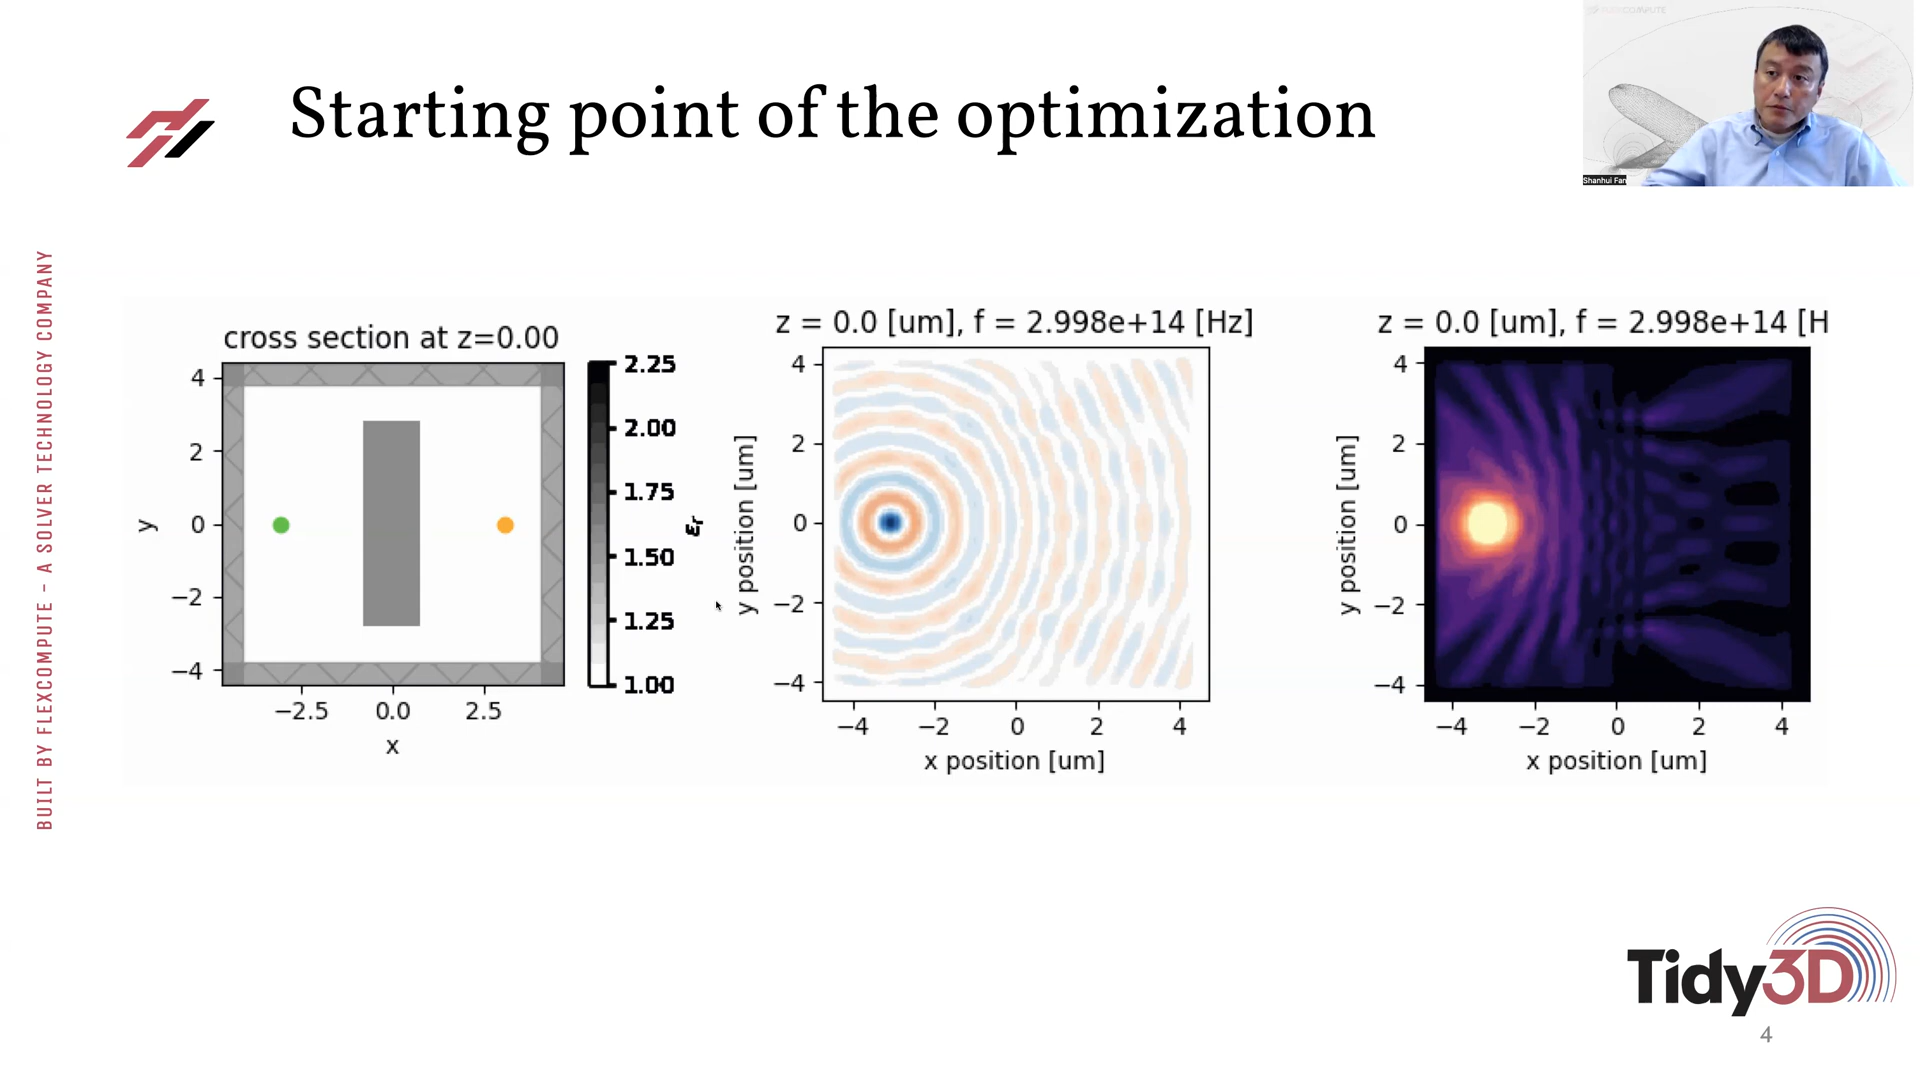 Starting point of the optimization
Shanhui Fan
BUILT BY FLEXCOMPUTE – A SOLVER TECHNOLOGY COMPANY
cross section at z=0.00
4
2
0
−2
−4
y
−2.5 0.0 2.5
x
2.25
2.00
1.75
1.50
1.25
1.00
εr
z = 0.0 [um], f = 2.998e+14 [Hz]
4
2
0
−2
−4
y position [um]
−4 −2 0 2 4
x position [um]
z = 0.0 [um], f = 2.998e+14 [H
4
2
0
−2
−4
y position [um]
−4 −2 0 2 4
x position [um]
Tidy3D
4